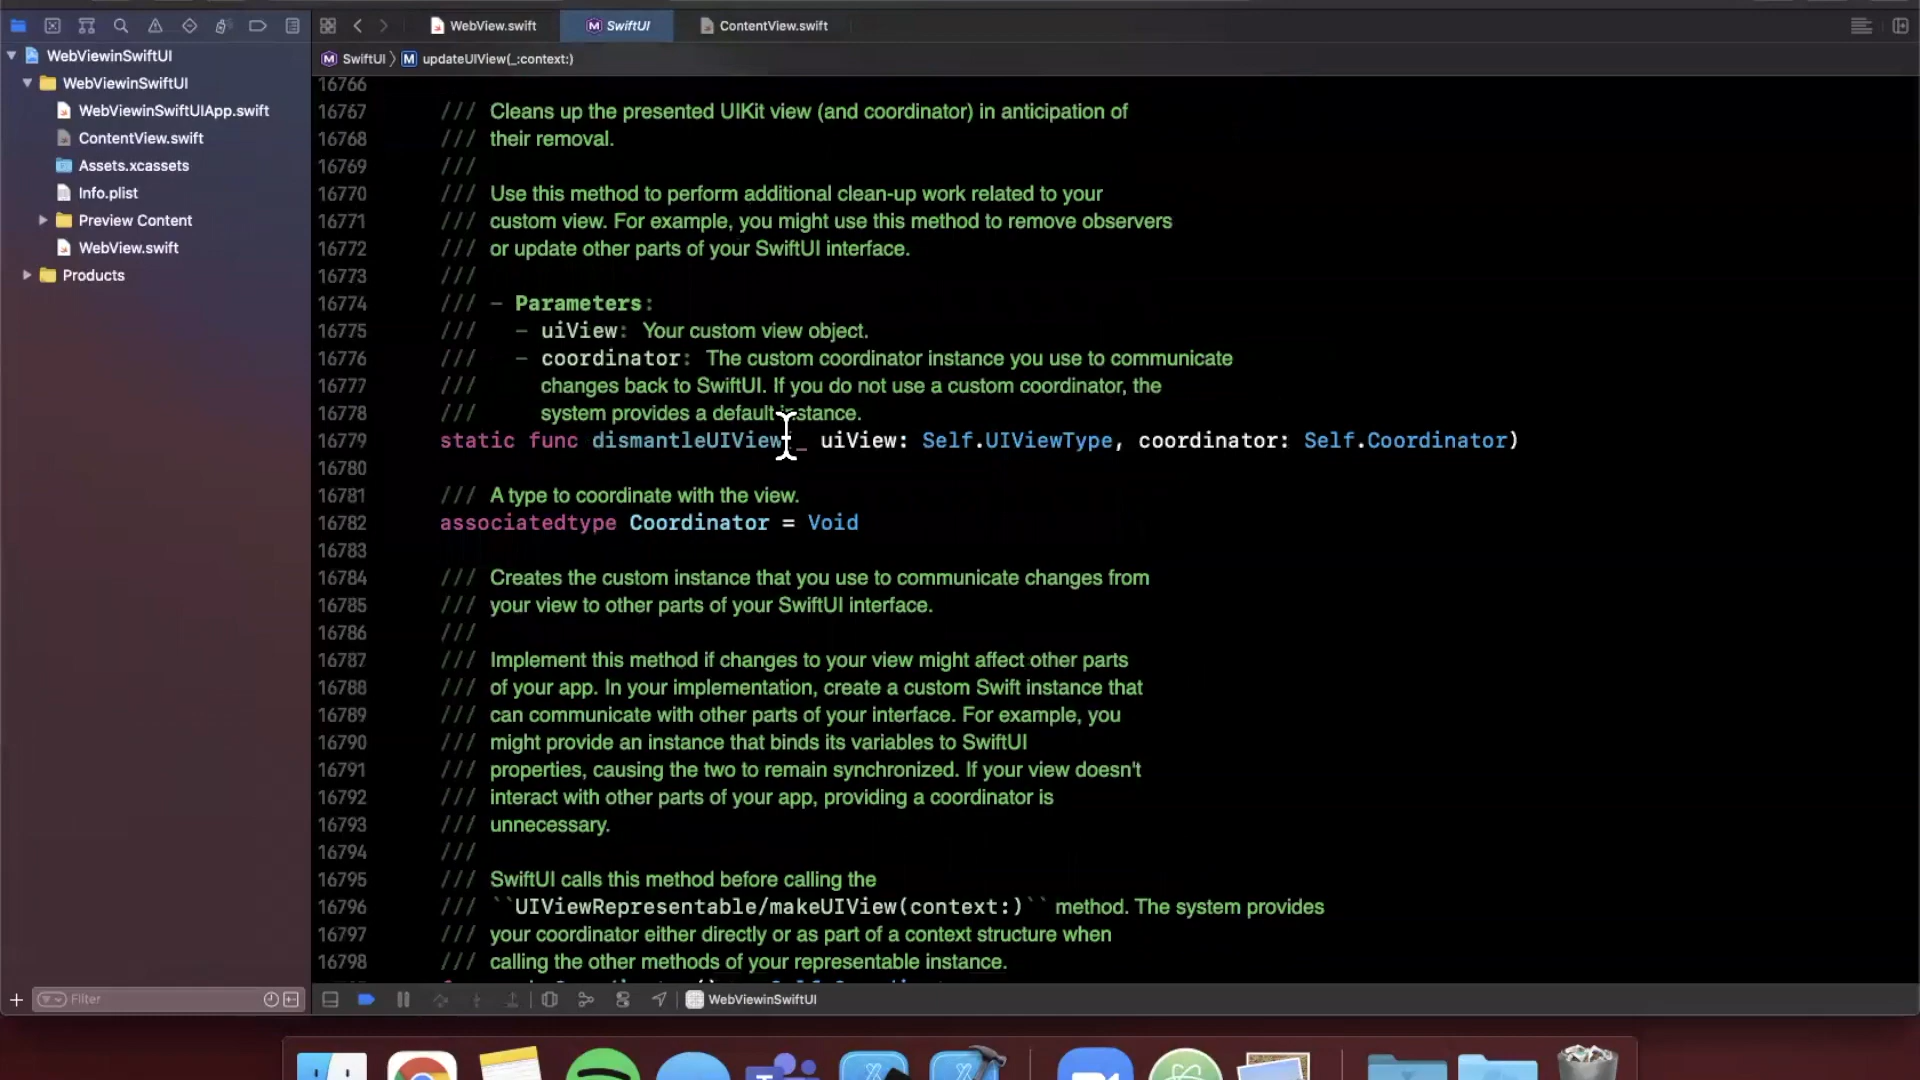 WebView.swift
SwiftUI
ContentView.swift
SwiftUI
updateUIView(_:context:)
WebViewinSwiftUI
WebViewinSwiftUI
WebViewinSwiftUIApp.swift
ContentView.swift
Assets.xcassets
Info.plist
Preview Content
WebView.swift
Products
16766
16767 /// Cleans up the presented UIKit view (and coordinator) in anticipation of
16768 /// their removal.
16769 ///
16770 /// Use this method to perform additional clean-up work related to your
16771 /// custom view. For example, you might use this method to remove observers
16772 /// or update other parts of your SwiftUI interface.
16773 ///
16774 /// - Parameters:
16775 /// - uiView: Your custom view object.
16776 /// - coordinator: The custom coordinator instance you use to communicate
16777 /// changes back to SwiftUI. If you do not use a custom coordinator, the
16778 /// system provides a default instance.
16779 static func dismantleUIView(_ uiView: Self.UIViewType, coordinator: Self.Coordinator)
16780
16781 /// A type to coordinate with the view.
16782 associatedtype Coordinator = Void
16783
16784 /// Creates the custom instance that you use to communicate changes from
16785 /// your view to other parts of your SwiftUI interface.
16786 ///
16787 /// Implement this method if changes to your view might affect other parts
16788 /// of your app. In your implementation, create a custom Swift instance that
16789 /// can communicate with other parts of your interface. For example, you
16790 /// might provide an instance that binds its variables to SwiftUI
16791 /// properties, causing the two to remain synchronized. If your view doesn't
16792 /// interact with other parts of your app, providing a coordinator is
16793 /// unnecessary.
16794 ///
16795 /// SwiftUI calls this method before calling the
16796 /// ``UIViewRepresentable/makeUIView(context:)`` method. The system provides
16797 /// your coordinator either directly or as part of a context structure when
16798 /// calling the other methods of your representable instance.
Filter
WebViewinSwiftUI